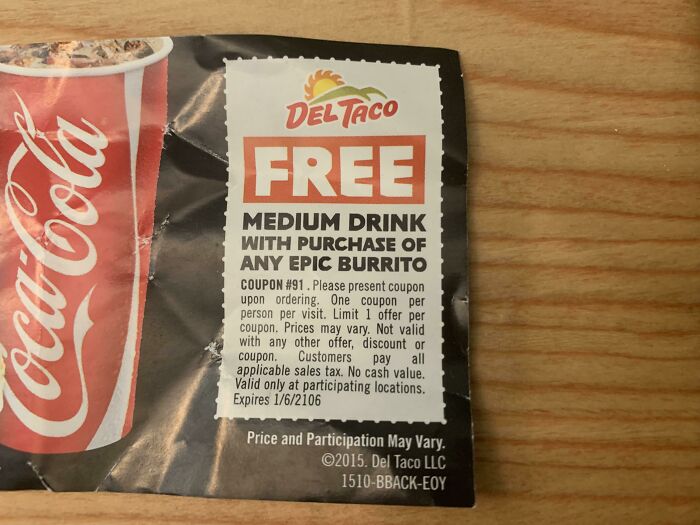 Coca-Cola
DEL TACO
FREE
MEDIUM DRINK
WITH PURCHASE OF
ANY EPIC BURRITO
COUPON #91 . Please present coupon
upon ordering. One coupon per
person per visit. Limit 1 offer per
coupon. Prices may vary. Not valid
with any other offer, discount or
coupon. Customers pay all
applicable sales tax. No cash value.
Valid only at participating locations.
Expires 1/6/2106
Price and Participation May Vary.
©2015. Del Taco LLC
1510-BBACK-EOY